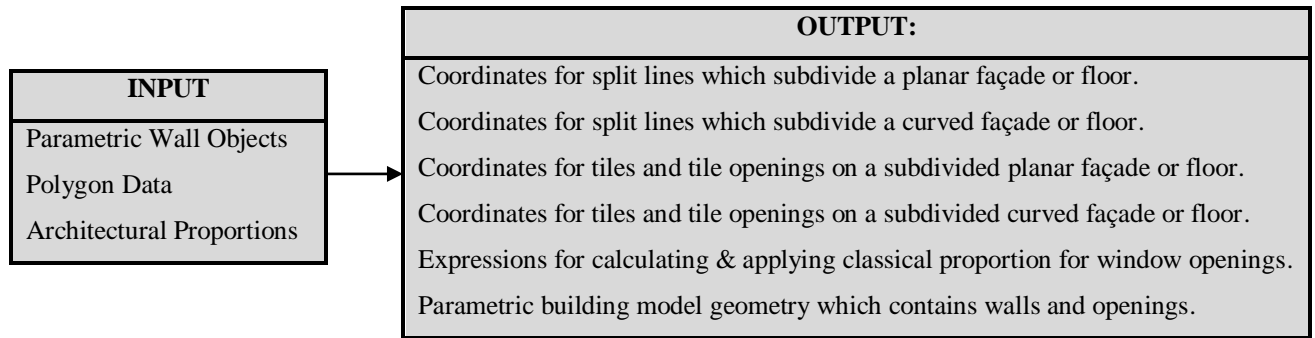 INPUT
Parametric Wall Objects
Polygon Data
Architectural Proportions
OUTPUT:
Coordinates for split lines which subdivide a planar façade or floor.
Coordinates for split lines which subdivide a curved façade or floor.
Coordinates for tiles and tile openings on a subdivided planar façade or floor.
Coordinates for tiles and tile openings on a subdivided curved façade or floor.
Expressions for calculating & applying classical proportion for window openings.
Parametric building model geometry which contains walls and openings.